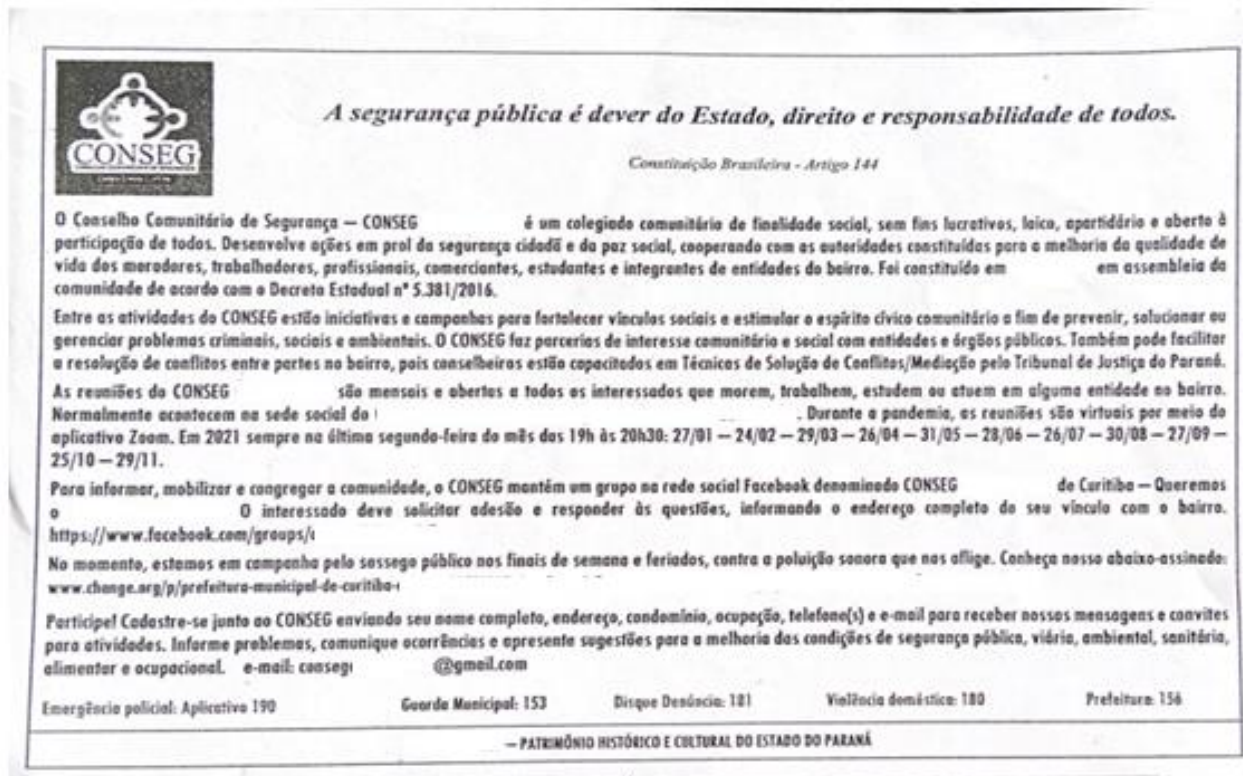 CONSEG
A segurança pública é dever do Estado, direito e responsabilidade de todos.
Constituição Brasileira - Artigo 144
O Conselho Comunitário de Segurança – CONSEG é um colegiado comunitário de finalidade social, sem fins lucrativos, laico, apartidário e aberto à
participação de todos. Desenvolve ações em prol da segurança cidadã e da paz social, cooperando com as autoridades constituídas para a melhoria da qualidade de
vida dos moradores, trabalhadores, profissionais, comerciantes, estudantes e integrantes de entidades do bairro. Foi constituído em em assembleia da
comunidade de acordo com o Decreto Estadual nº 5.381/2016.
Entre as atividades do CONSEG estão iniciativas e campanhas para fortalecer vínculos sociais e estimular o espírito cívico comunitário a fim de prevenir, solucionar ou
gerenciar problemas criminais, sociais e ambientais. O CONSEG faz parcerias de interesse comunitário e social com entidades e órgãos públicos. Também pode facilitar
a resolução de conflitos entre partes no bairro, pois conselheiros estão capacitados em Técnicas de Solução de Conflitos/Mediação pelo Tribunal de Justiça do Paraná.
As reuniões do CONSEG são mensais e abertas a todos os interessados que morem, trabalhem, estudem ou atuem em alguma entidade no bairro.
Normalmente acontecem na sede social do . Durante a pandemia, as reuniões são virtuais por meio do
aplicativo Zoom. Em 2021 sempre na última segunda-feira do mês das 19h às 20h30: 27/01 – 24/02 – 29/03 – 26/04 – 31/05 – 28/06 – 26/07 – 30/08 – 27/09 –
25/10 – 29/11.
Para informar, mobilizar e congregar a comunidade, o CONSEG mantém um grupo na rede social Facebook denominado CONSEG de Curitiba – Queremos
o O interessado deve solicitar adesão e responder às questões, informando o endereço completo do seu vínculo com o bairro.
https://www.facebook.com/groups/
No momento, estamos em campanha pelo sossego público nos finais de semana e feriados, contra a poluição sonora que nos aflige. Conheça nosso abaixo-assinado:
www.change.org/p/prefeitura-municipal-de-curitiba-
Participe! Cadastre-se junto ao CONSEG enviando seu nome completo, endereço, condomínio, ocupação, telefone(s) e e-mail para receber nossas mensagens e convites
para atividades. Informe problemas, comunique ocorrências e apresente sugestões para a melhoria das condições de segurança pública, viária, ambiental, sanitária,
alimentar e ocupacional. e-mail: conseg @gmail.com
Emergência policial: Aplicativo 190 Guarda Municipal: 153 Disque Denúncia: 181 Violência doméstica: 180 Prefeitura: 156
– PATRIMÔNIO HISTÓRICO E CULTURAL DO ESTADO DO PARANÁ